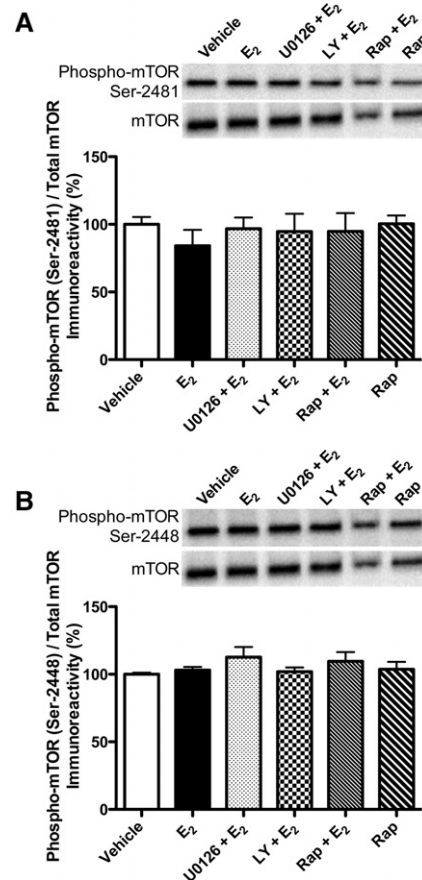 A
Vehicle
E₂
U0126 + E₂
LY + E₂
Rap + E₂
Rap
Phospho-mTOR
Ser-2481
mTOR
Phospho-mTOR (Ser-2481) / Total mTOR
Immunoreactivity (%)
150
100
50
0
Vehicle
E₂
U0126 + E₂
LY + E₂
Rap + E₂
Rap
B
Vehicle
E₂
U0126 + E₂
LY + E₂
Rap + E₂
Rap
Phospho-mTOR
Ser-2448
mTOR
Phospho-mTOR (Ser-2448) / Total mTOR
Immunoreactivity (%)
150
100
50
0
Vehicle
E₂
U0126 + E₂
LY + E₂
Rap + E₂
Rap